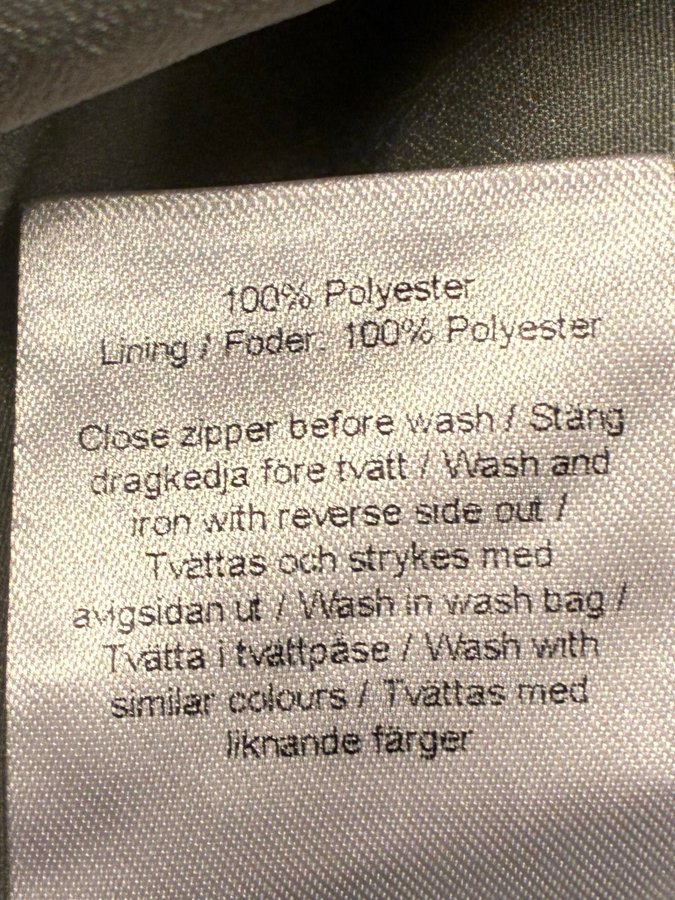 100% Polyester
Lining / Foder: 100% Polyester
Close zipper before wash / Stäng
dragkedja före tvätt / Wash and
iron with reverse side out /
Tvättas och strykes med
avigsidan ut / Wash in wash bag /
Tvätta i tvättpåse / Wash with
similar colours / Tvättas med
liknande färger